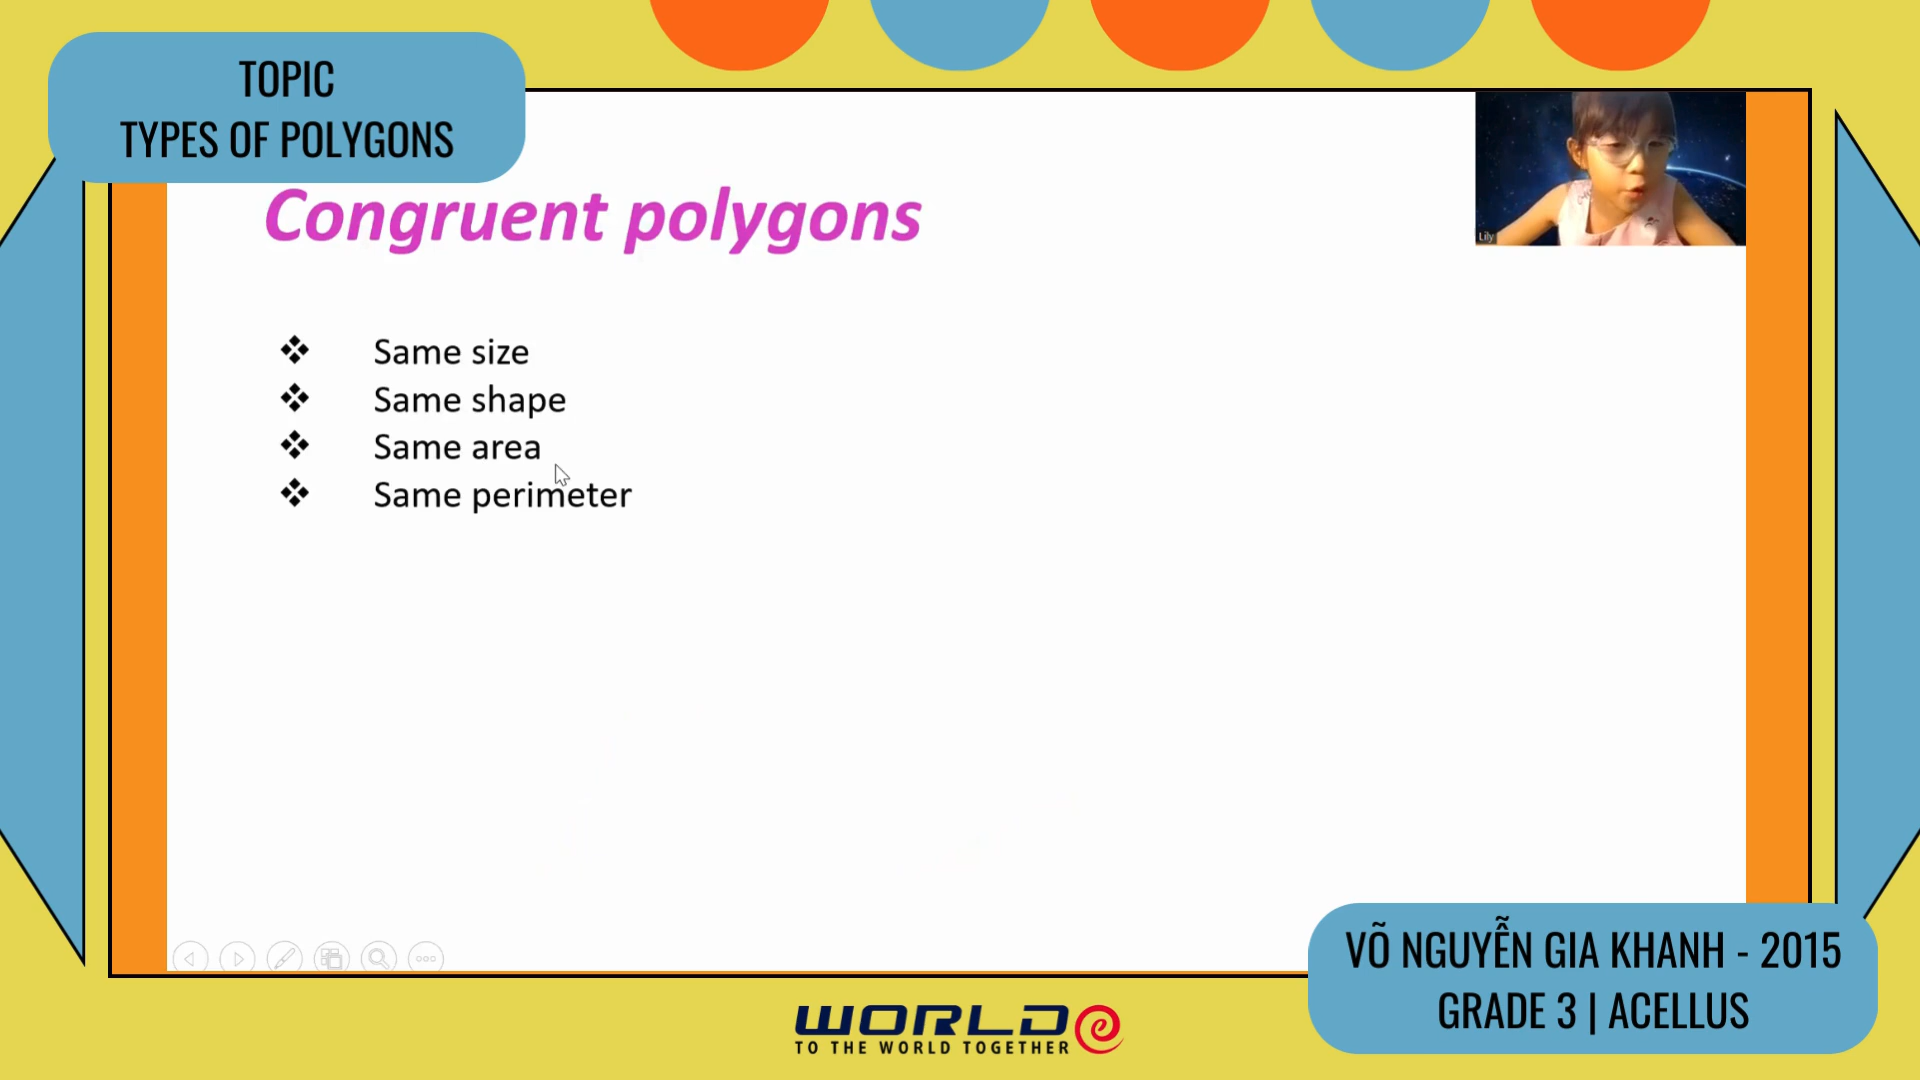 TOPIC
TYPES OF POLYGONS
Congruent polygons
Same size
Same shape
Same area
Same perimeter
Lily
VÕ NGUYỄN GIA KHANH - 2015
GRADE 3 | ACELLUS
WORLD e
TO THE WORLD TOGETHER